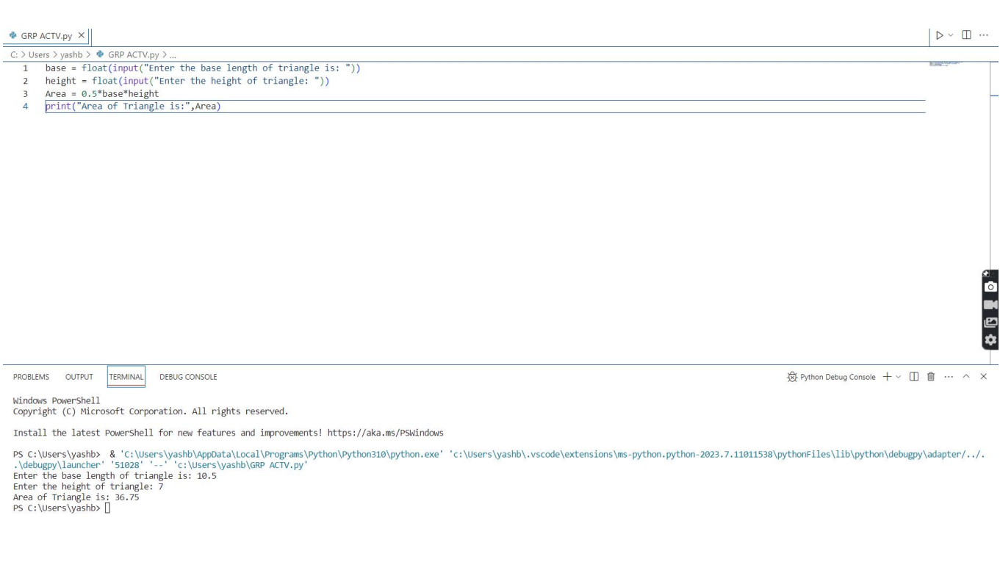 GRP ACTV.py
C: > Users > yashb > GRP ACTV.py > ...
1 base = float(input("Enter the base length of triangle is: "))
2 height = float(input("Enter the height of triangle: "))
3 Area = 0.5*base*height
4 print("Area of Triangle is:",Area)
PROBLEMS OUTPUT TERMINAL DEBUG CONSOLE Python Debug Console
Windows PowerShell
Copyright (C) Microsoft Corporation. All rights reserved.
Install the latest PowerShell for new features and improvements! https://aka.ms/PSWindows
PS C:\Users\yashb>  & 'C:\Users\yashb\AppData\Local\Programs\Python\Python310\python.exe' 'c:\Users\yashb\.vscode\extensions\ms-python.python-2023.7.11011538\pythonFiles\lib\python\debugpy\adapter/../.
.\debugpy\launcher' '51028' '--' 'c:\Users\yashb\GRP ACTV.py'
Enter the base length of triangle is: 10.5
Enter the height of triangle: 7
Area of Triangle is: 36.75
PS C:\Users\yashb>